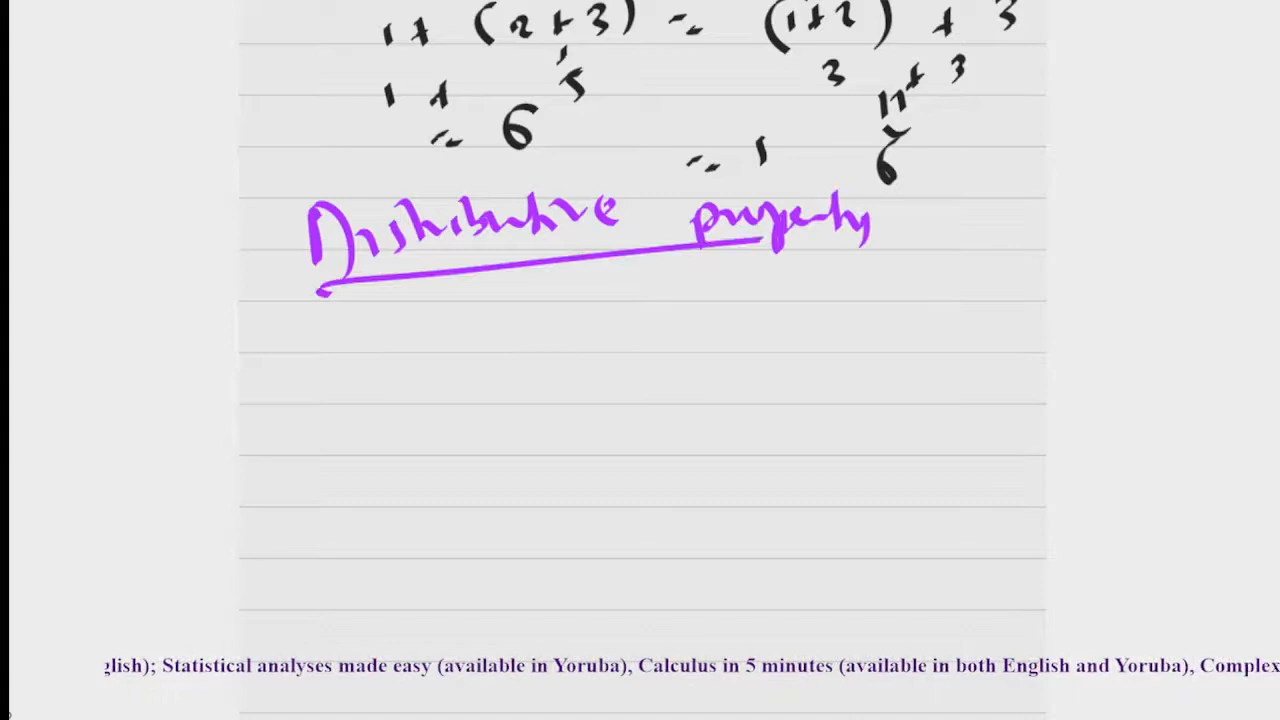 1 + (2 + 3) = (1+2) + 3
1 + 5
3 + 3
= 6
= 6
Distributive property
glish); Statistical analyses made easy (available in Yoruba), Calculus in 5 minutes (available in both English and Yoruba), Complex